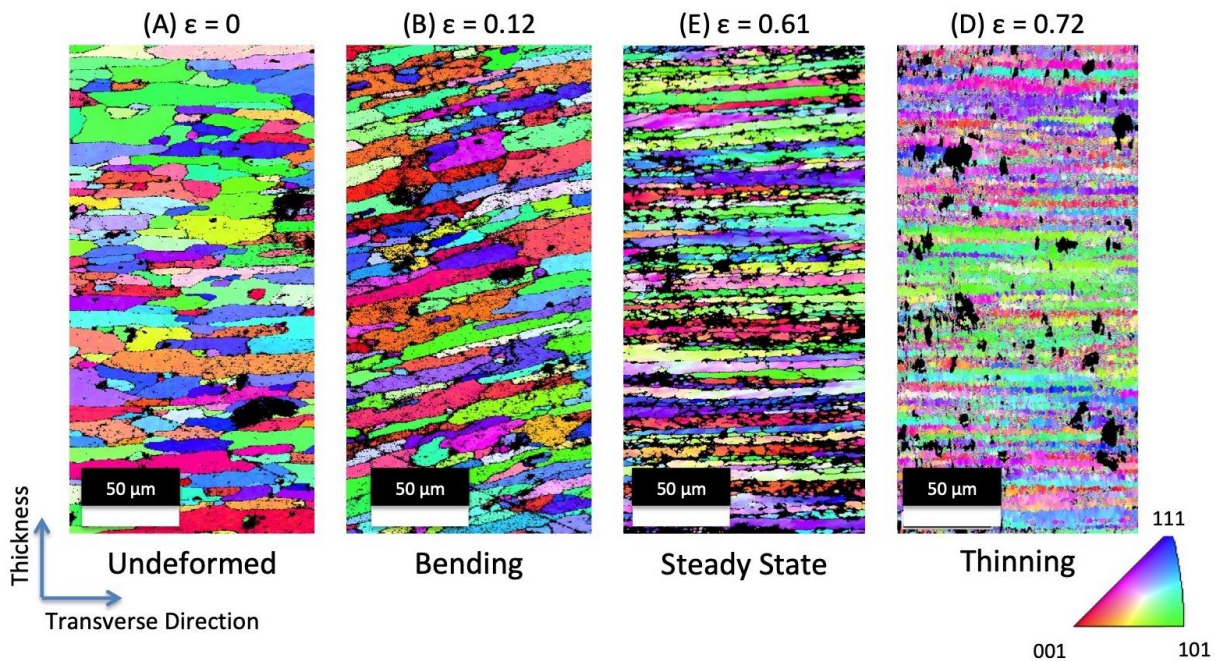 (A) ε = 0
(B) ε = 0.12
(E) ε = 0.61
(D) ε = 0.72
50 µm
50 µm
50 µm
50 µm
Undeformed
Bending
Steady State
Thinning
Thickness
Transverse Direction
111
001
101